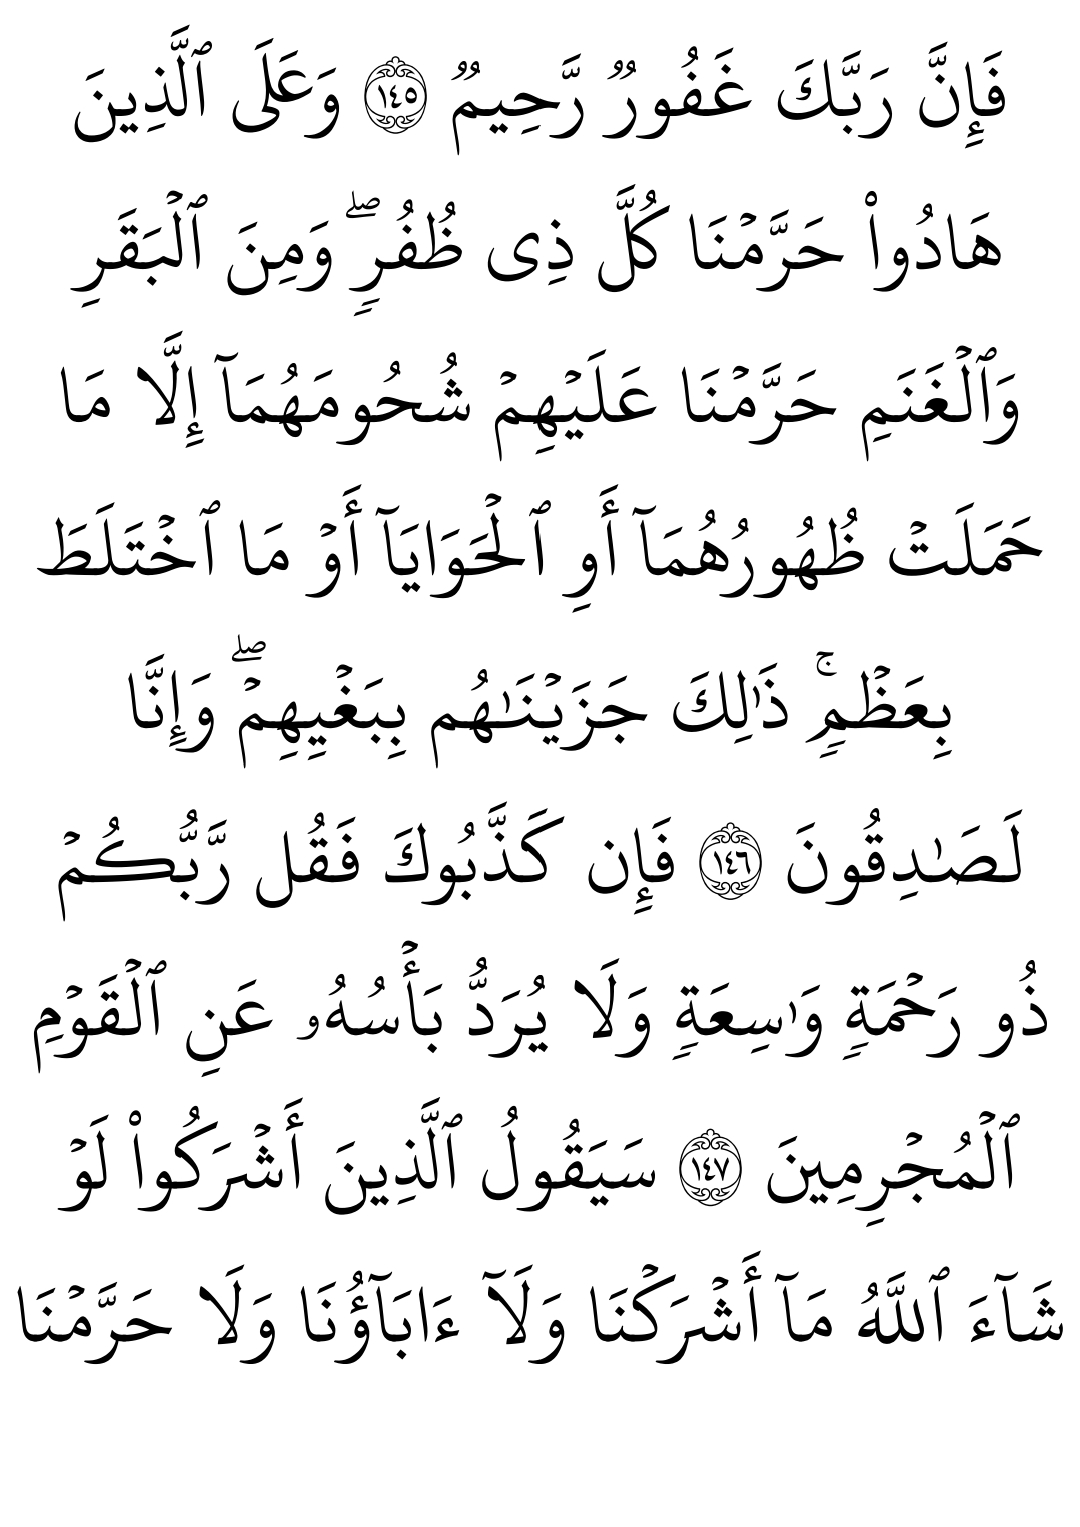 فَإِنَّ رَبَّكَ غَفُورٌ رَّحِيمٌ ١٤٥ وَعَلَى ٱلَّذِينَ
هَادُوا۟ حَرَّمْنَا كُلَّ ذِى ظُفُرٍ ۖ وَمِنَ ٱلْبَقَرِ
وَٱلْغَنَمِ حَرَّمْنَا عَلَيْهِمْ شُحُومَهُمَآ إِلَّا مَا
حَمَلَتْ ظُهُورُهُمَآ أَوِ ٱلْحَوَايَآ أَوْ مَا ٱخْتَلَطَ
بِعَظْمٍ ۚ ذَٰلِكَ جَزَيْنَـٰهُم بِبَغْيِهِمْ ۖ وَإِنَّا
لَصَـٰدِقُونَ ١٤٦ فَإِن كَذَّبُوكَ فَقُل رَّبُّكُمْ
ذُو رَحْمَةٍ وَٰسِعَةٍ وَلَا يُرَدُّ بَأْسُهُۥ عَنِ ٱلْقَوْمِ
ٱلْمُجْرِمِينَ ١٤٧ سَيَقُولُ ٱلَّذِينَ أَشْرَكُوا۟ لَوْ
شَآءَ ٱللَّهُ مَآ أَشْرَكْنَا وَلَآ ءَابَآؤُنَا وَلَا حَرَّمْنَا